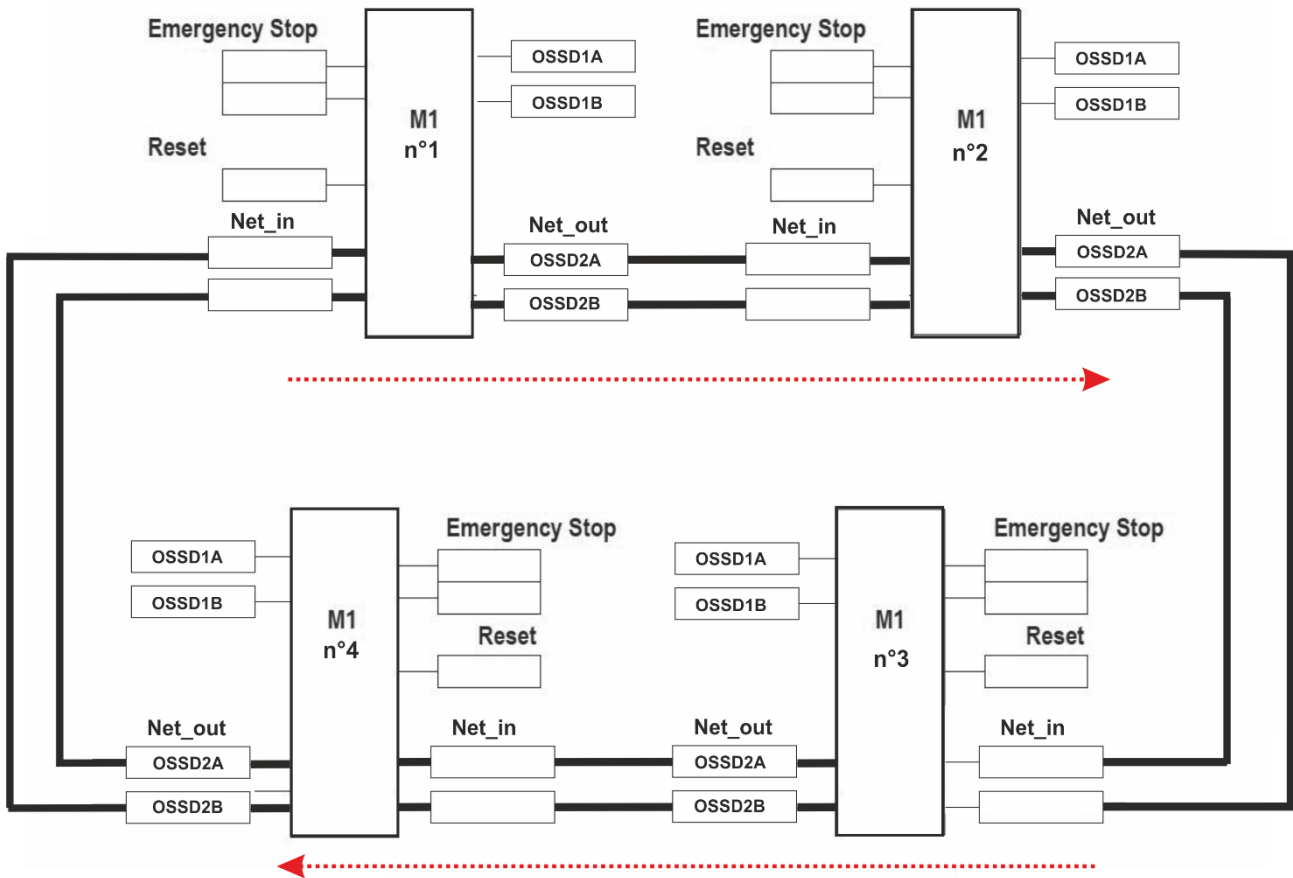 Emergency Stop
OSSD1A
OSSD1B
M1
n°1
Reset
Net_in
Net_out
OSSD2A
OSSD2B
Emergency Stop
OSSD1A
OSSD1B
M1
n°2
Reset
Net_in
Net_out
OSSD2A
OSSD2B
OSSD1A
OSSD1B
Emergency Stop
M1
n°4
Reset
Net_out
OSSD2A
OSSD2B
Net_in
OSSD1A
OSSD1B
Emergency Stop
M1
n°3
Reset
Net_out
OSSD2A
OSSD2B
Net_in